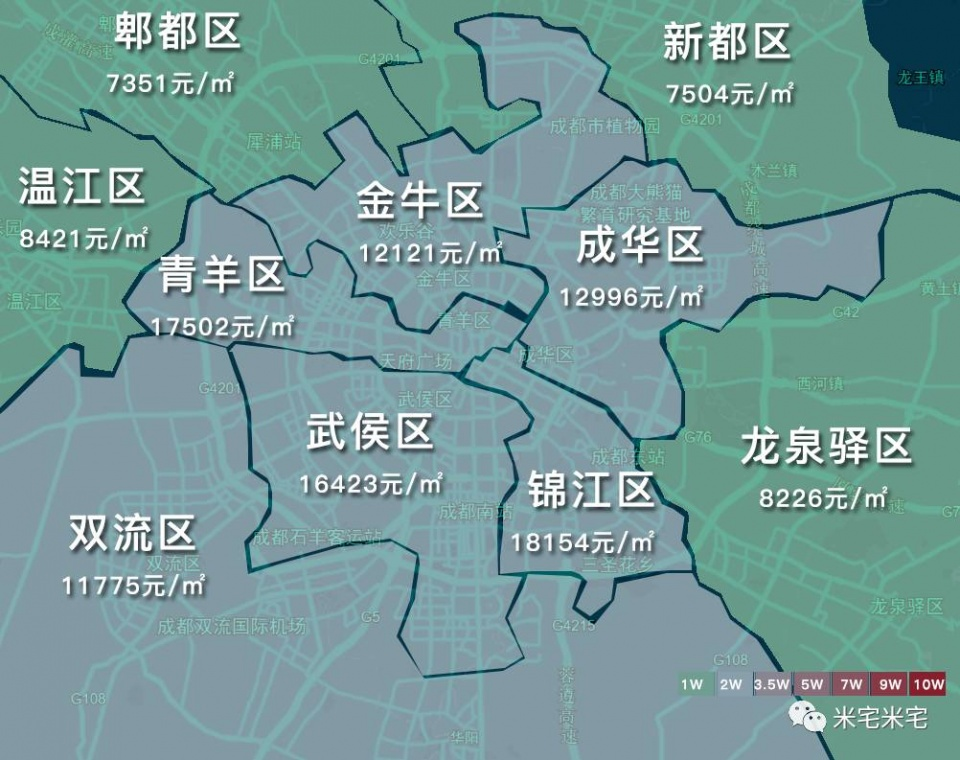 郫都区
7351元/㎡
新都区
7504元/㎡
G4201
龙王镇
成都市植物园
G4201
犀浦站
木兰镇
温江区
8421元/㎡
金牛区
12121元/㎡
欢乐谷
金牛区
成都大熊猫
繁育研究基地
成华区
12996元/㎡
青羊区
17502元/㎡
温江区
青羊区
G42
天府广场
成华区
G4201
西河镇
武侯区
武侯区
16423元/㎡
G76
龙泉驿区
8226元/㎡
成都东站
锦江区
18154元/㎡
成都南站
双流区
11775元/㎡
成都石羊客运站
双流区
三圣花乡
龙泉驿区
成都双流国际机场
G5
G4215
G108
G108
华阳
1W 2W 3.5W 5W 7W 9W 10W
米宅米宅